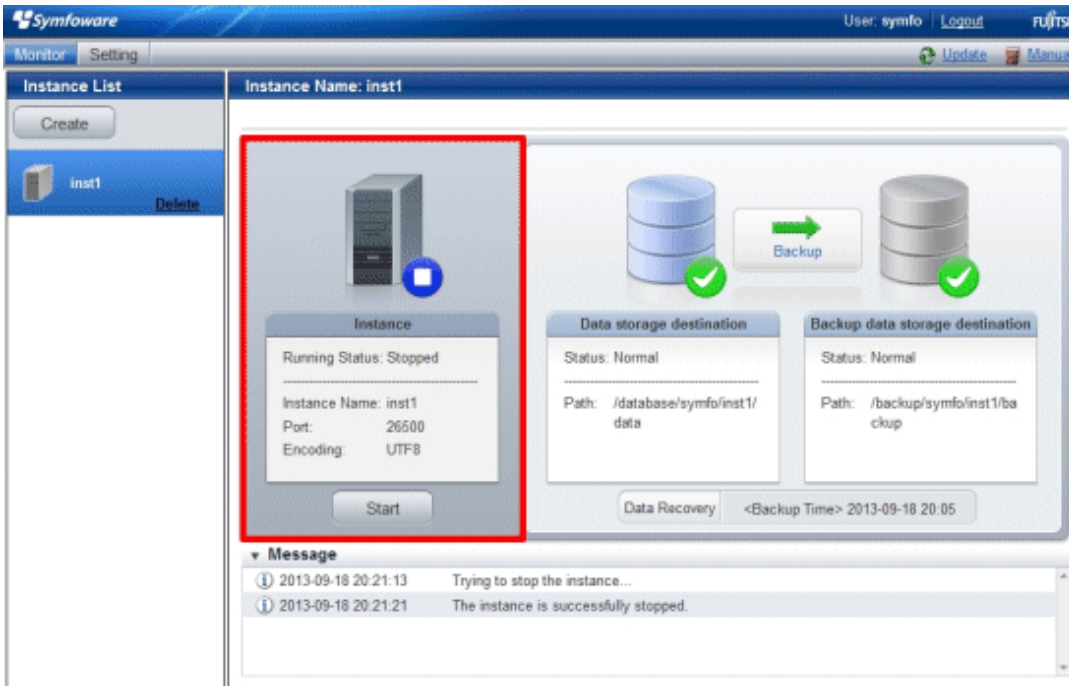 Symfoware
User: symfo
Logout
FUJITSU
Monitor
Setting
Update
Manua
Instance List
Instance Name: inst1
Create
inst1
Delete
Backup
Instance
Running Status: Stopped
Instance Name: inst1
Port: 26500
Encoding: UTF8
Start
Data storage destination
Status: Normal
Path: /database/symfo/inst1/
data
Backup data storage destination
Status: Normal
Path: /backup/symfo/inst1/ba
ckup
Data Recovery
<Backup Time> 2013-09-18 20:05
Message
2013-09-18 20:21:13 Trying to stop the instance...
2013-09-18 20:21:21 The instance is successfully stopped.